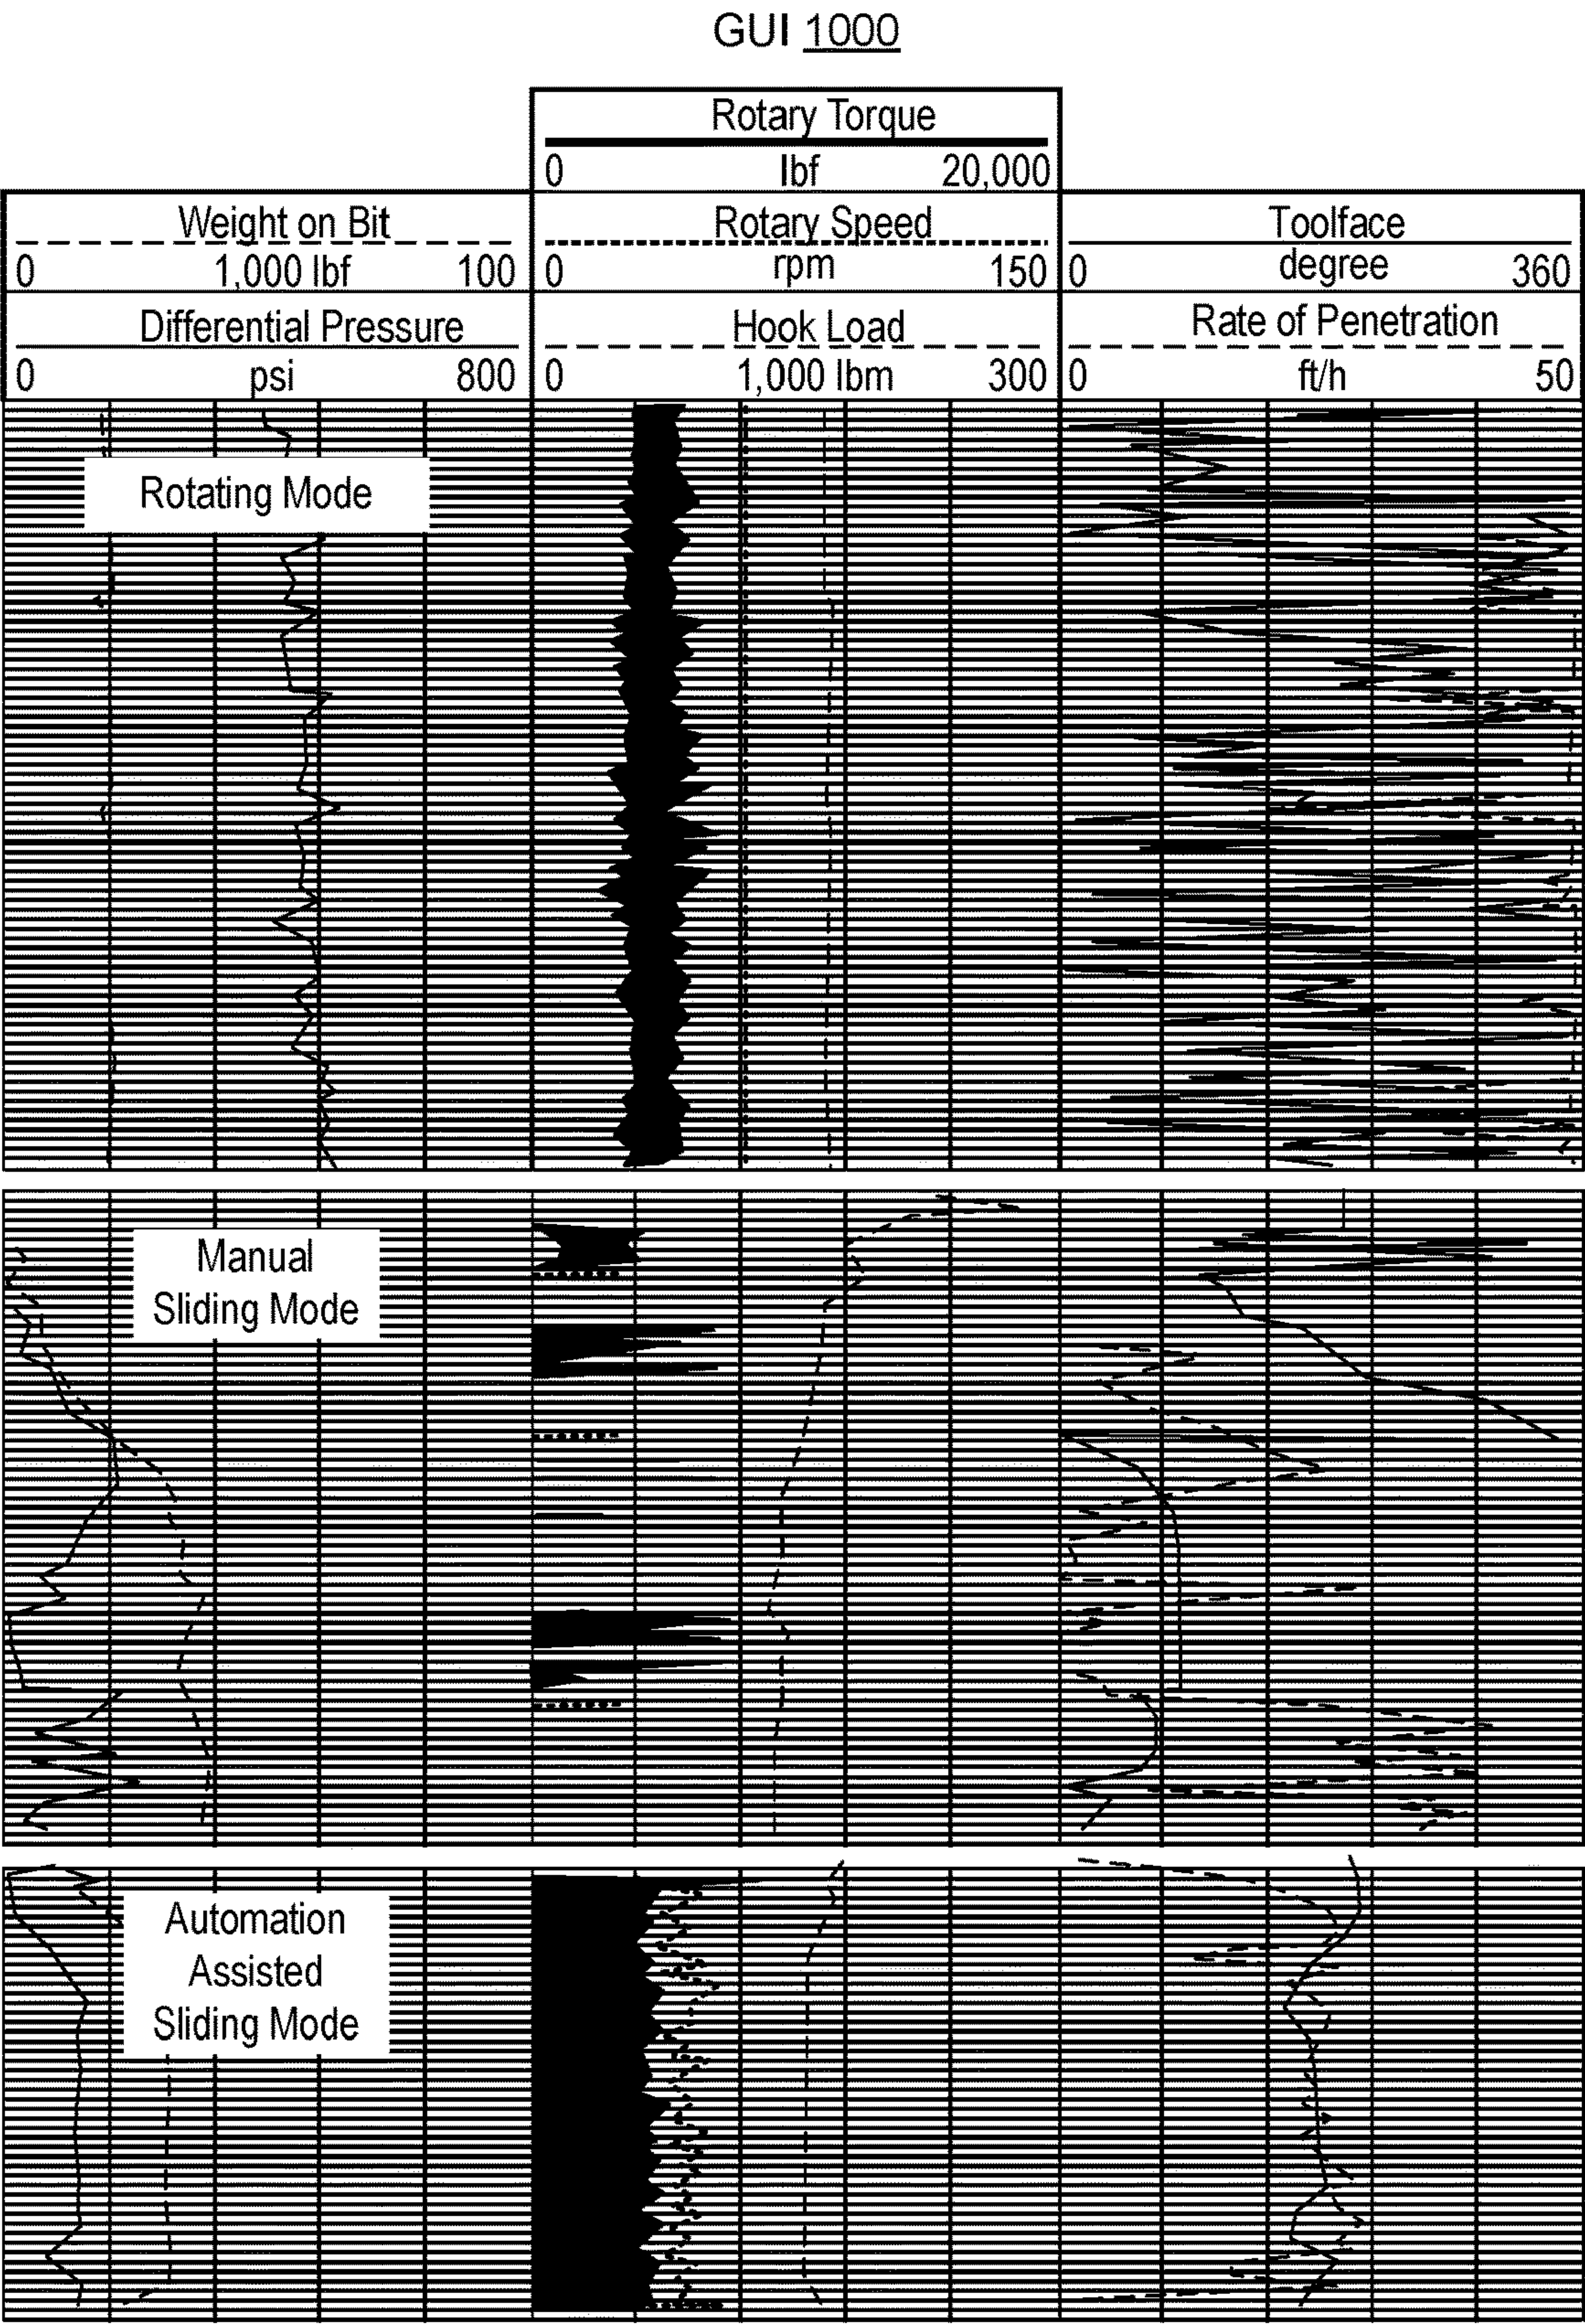 GUI 1000
Rotary Torque
0 lbf 20,000
Weight on Bit
0 1,000 lbf 100
Rotary Speed
0 rpm 150
Toolface
0 degree 360
Differential Pressure
0 psi 800
Hook Load
0 1,000 lbm 300
Rate of Penetration
0 ft/h 50
Rotating Mode
Manual
Sliding Mode
Automation
Assisted
Sliding Mode